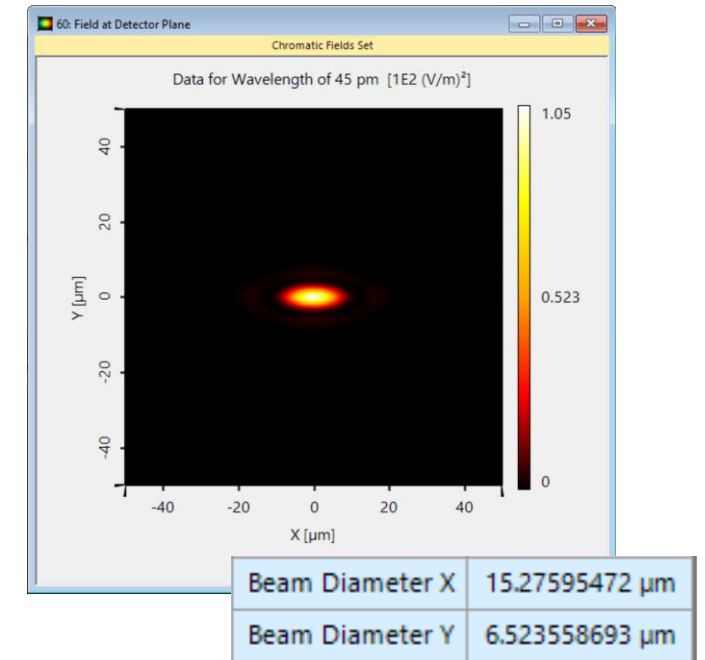 60: Field at Detector Plane
Chromatic Fields Set
Data for Wavelength of 45 pm [1E2 (V/m)²]
1.05
0.523
0
Y [µm]
40
20
0
-20
-40
-40 -20 0 20 40
X [µm]
Beam Diameter X 15.27595472 µm
Beam Diameter Y 6.523558693 µm